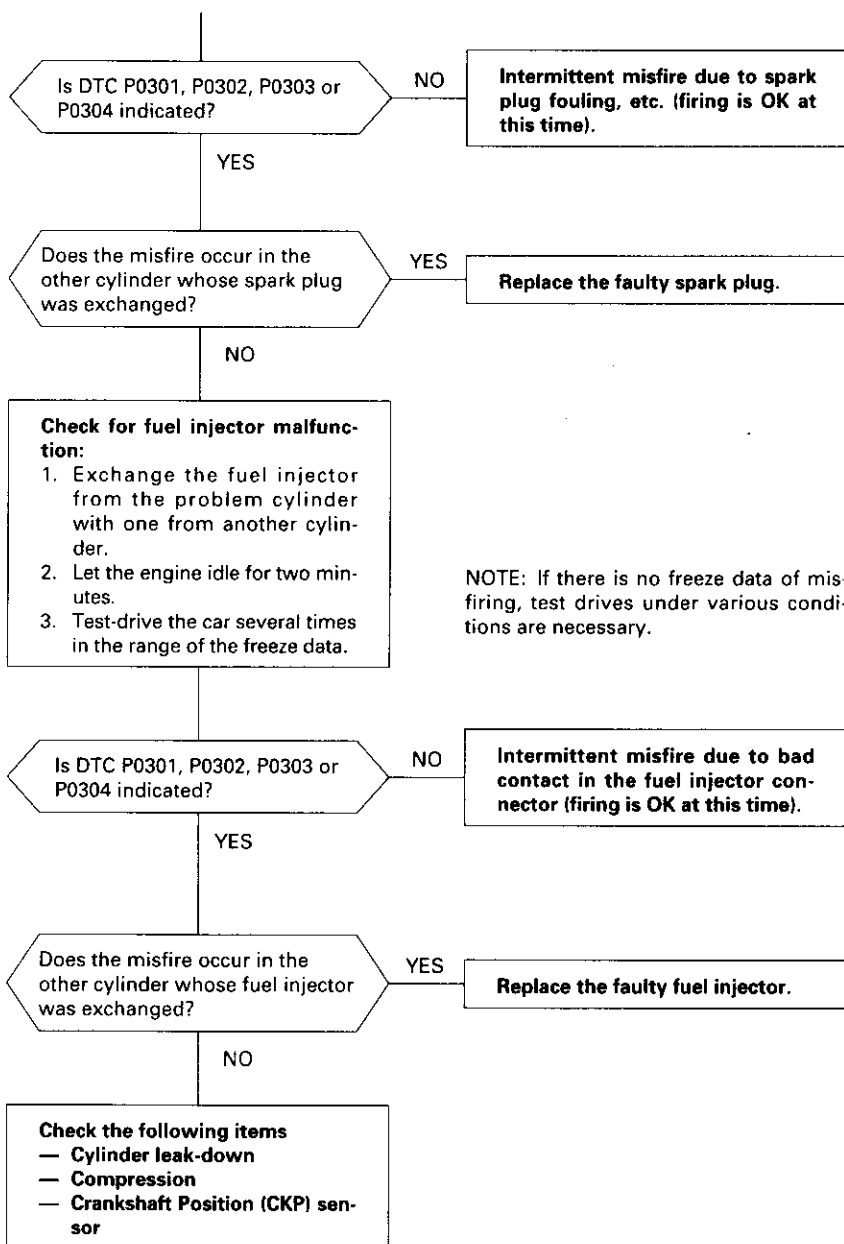 Is DTC P0301, P0302, P0303 or
P0304 indicated?
NO
Intermittent misfire due to spark
plug fouling, etc. (firing is OK at
this time).
YES
Does the misfire occur in the
other cylinder whose spark plug
was exchanged?
YES
Replace the faulty spark plug.
NO
Check for fuel injector malfunc-
tion:
1. Exchange the fuel injector
from the problem cylinder
with one from another cylin-
der.
2. Let the engine idle for two min-
utes.
3. Test-drive the car several times
in the range of the freeze data.
NOTE: If there is no freeze data of mis-
firing, test drives under various condi-
tions are necessary.
Is DTC P0301, P0302, P0303 or
P0304 indicated?
NO
Intermittent misfire due to bad
contact in the fuel injector con-
nector (firing is OK at this time).
YES
Does the misfire occur in the
other cylinder whose fuel injector
was exchanged?
YES
Replace the faulty fuel injector.
NO
Check the following items
— Cylinder leak-down
— Compression
— Crankshaft Position (CKP) sen-
sor